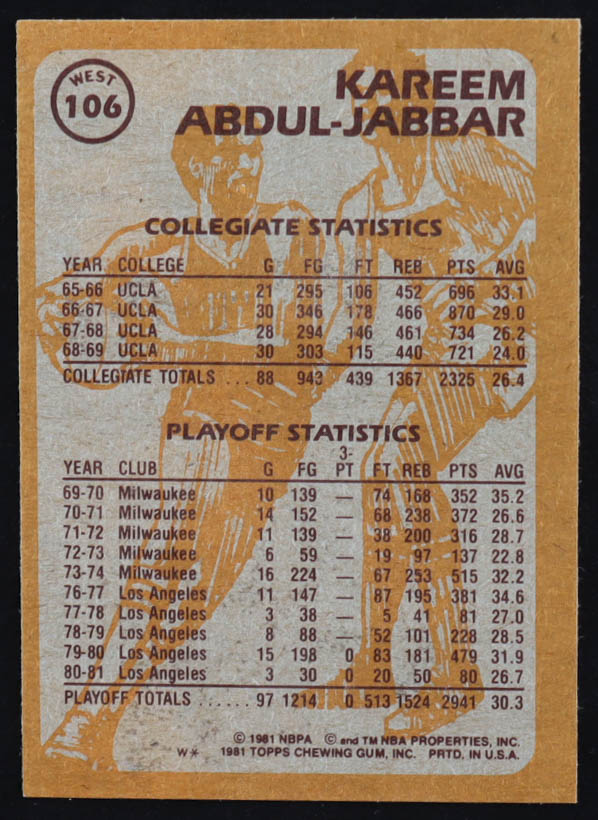 WEST
106
KAREEM
ABDUL-JABBAR
COLLEGIATE STATISTICS
YEAR COLLEGE G FG FT REB PTS AVG
65-66 UCLA 21 295 106 452 696 33.1
66-67 UCLA 30 346 178 466 870 29.0
67-68 UCLA 28 294 146 461 734 26.2
68-69 UCLA 30 303 115 440 721 24.0
COLLEGIATE TOTALS ... 88 943 439 1367 2325 26.4
PLAYOFF STATISTICS
YEAR CLUB G FG 3-PT FT REB PTS AVG
69-70 Milwaukee 10 139 — 74 168 352 35.2
70-71 Milwaukee 14 152 — 68 238 372 26.6
71-72 Milwaukee 11 139 — 38 200 316 28.7
72-73 Milwaukee 6 59 — 19 97 137 22.8
73-74 Milwaukee 16 224 — 67 253 515 32.2
76-77 Los Angeles 11 147 — 87 195 381 34.6
77-78 Los Angeles 3 38 — 5 41 81 27.0
78-79 Los Angeles 8 88 — 52 101 228 28.5
79-80 Los Angeles 15 198 0 83 181 479 31.9
80-81 Los Angeles 3 30 0 20 50 80 26.7
PLAYOFF TOTALS ...... 97 1214 0 513 1524 2941 30.3
© 1981 NBPA © and TM NBA PROPERTIES, INC.
W* 1981 TOPPS CHEWING GUM, INC. PRTD. IN U.S.A.